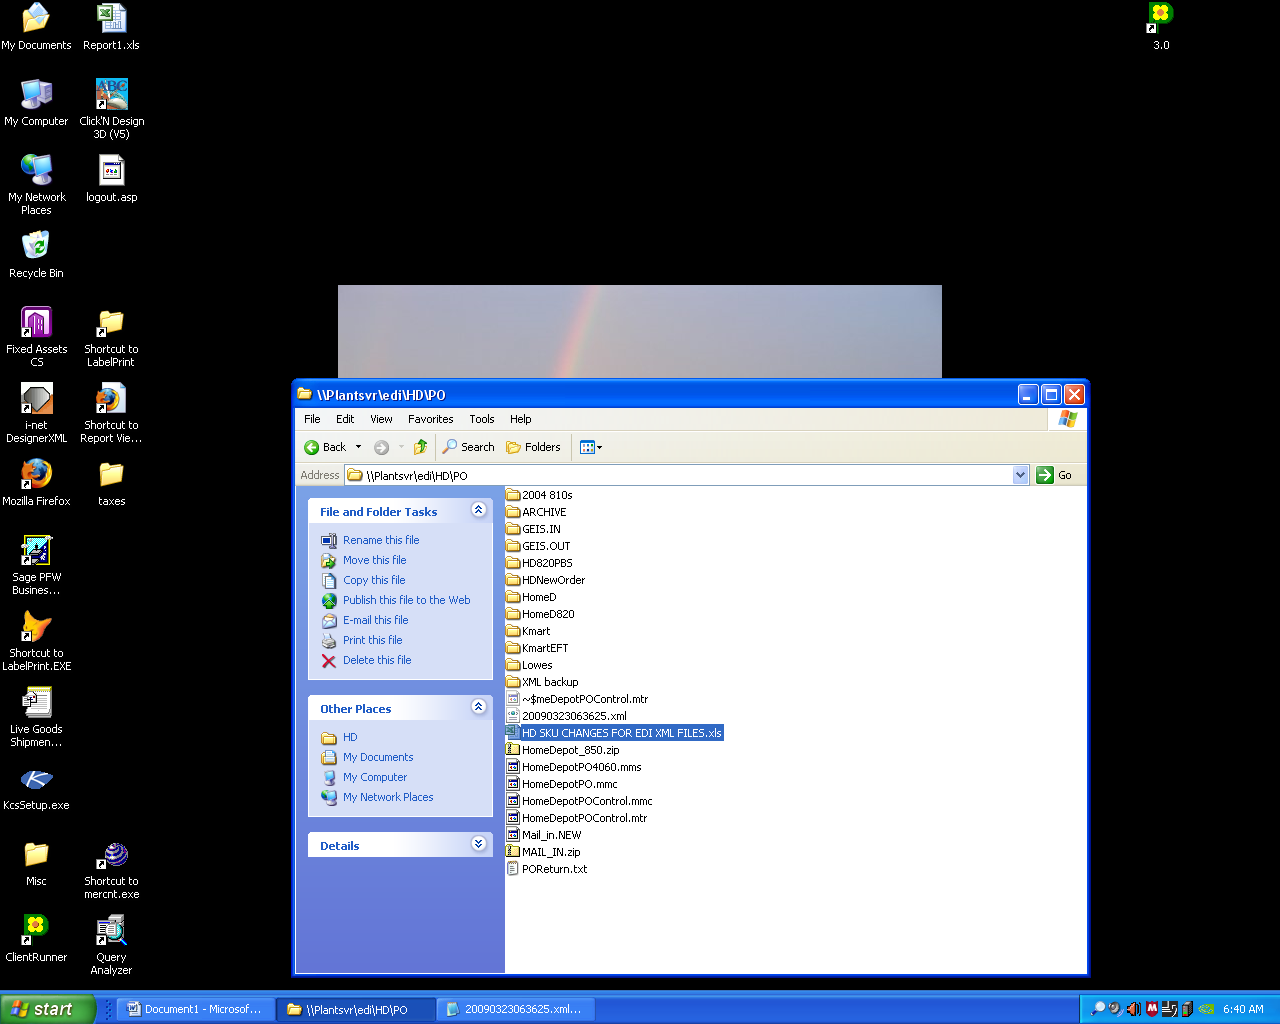 My Documents
Report1.xls
3.0
My Computer
Click'N Design
3D (V5)
My Network
Places
logout.asp
Recycle Bin
Fixed Assets
CS
Shortcut to
LabelPrint
i-net
DesignerXML
Shortcut to
Report Vie...
Mozilla Firefox
taxes
Sage PFW
Busines...
Shortcut to
LabelPrint.EXE
Live Goods
Shipmen...
KcsSetup.exe
Misc
Shortcut to
mercnt.exe
ClientRunner
Query
Analyzer
\\Plantsvr\edi\HD\PO
File Edit View Favorites Tools Help
Back Search Folders
Address \\Plantsvr\edi\HD\PO Go
File and Folder Tasks
Rename this file
Move this file
Copy this file
Publish this file to the Web
E-mail this file
Print this file
Delete this file
Other Places
HD
My Documents
My Computer
My Network Places
Details
2004 810s
ARCHIVE
GEIS.IN
GEIS.OUT
HD820PBS
HDNewOrder
HomeD
HomeD820
Kmart
KmartEFT
Lowes
XML backup
~$meDepotPOControl.mtr
20090323063625.xml
HD SKU CHANGES FOR EDI XML FILES.xls
HomeDepot_850.zip
HomeDepotPO4060.mms
HomeDepotPO.mmc
HomeDepotPOControl.mmc
HomeDepotPOControl.mtr
Mail_in.NEW
MAIL_IN.zip
POReturn.txt
start Document1 - Microsof... \\Plantsvr\edi\HD\PO 20090323063625.xml... 6:40 AM